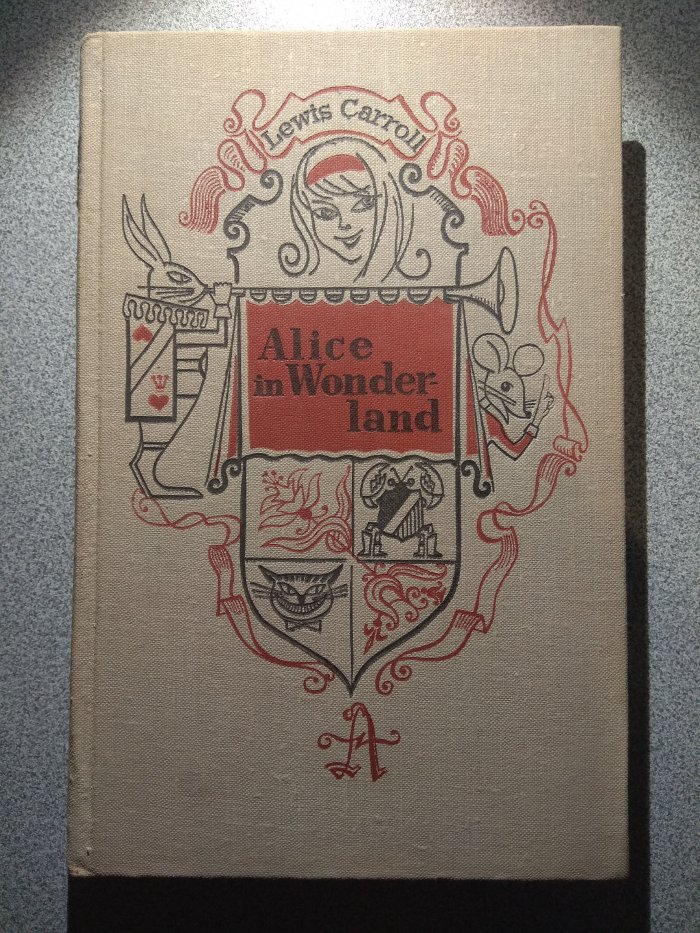 Lewis Carroll
Alice
in Wonder-
land
A